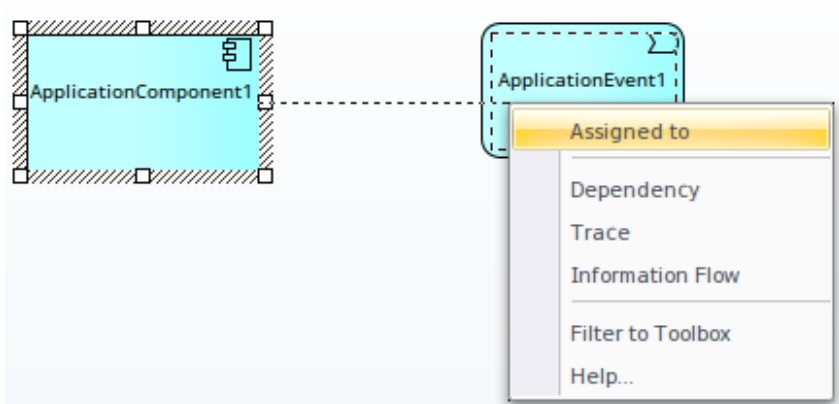 ApplicationComponent1
ApplicationEvent1
Assigned to
Dependency
Trace
Information Flow
Filter to Toolbox
Help...